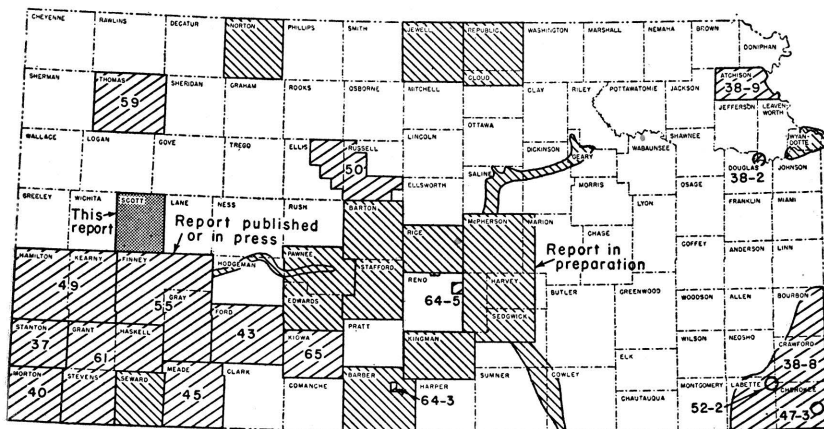 CHEYENNE RAWLINS DECATUR NORTON PHILLIPS SMITH JEWELL REPUBLIC WASHINGTON MARSHALL NEMAHA BROWN
DONIPHAN
SHERMAN THOMAS SHERIDAN GRAHAM ROOKS OSBORNE MITCHELL CLOUD CLAY RILEY POTTAWATOMIE JACKSON ATCHISON
59
38-9
JEFFERSON LEAVEN-
WORTH
WALLACE LOGAN GOVE TREGO ELLIS RUSSELL LINCOLN OTTAWA DICKINSON GEARY WABAUNSEE SHAWNEE WYAN-
DOTTE
50
SALINE MORRIS DOUGLAS JOHNSON
38-2
GREELEY WICHITA SCOTT LANE NESS RUSH BARTON ELLSWORTH McPHERSON MARION CHASE LYON OSAGE FRANKLIN MIAMI
This
report
Report published
or in press
Report in
preparation
HAMILTON KEARNY FINNEY HODGEMAN PAWNEE STAFFORD RICE COFFEY ANDERSON LINN
49
55
GRAY FORD EDWARDS RENO HARVEY BUTLER GREENWOOD WOODSON ALLEN BOURBON
64-5
SEDGWICK
43
STANTON GRANT HASKELL KIOWA PRATT KINGMAN ELK WILSON NEOSHO CRAWFORD
37
61
65
38-8
MORTON STEVENS SEWARD MEADE CLARK COMANCHE BARBER HARPER SUMNER COWLEY CHAUTAUQUA MONTGOMERY LABETTE CHEROKEE
40
45
64-3
52-2
47-3